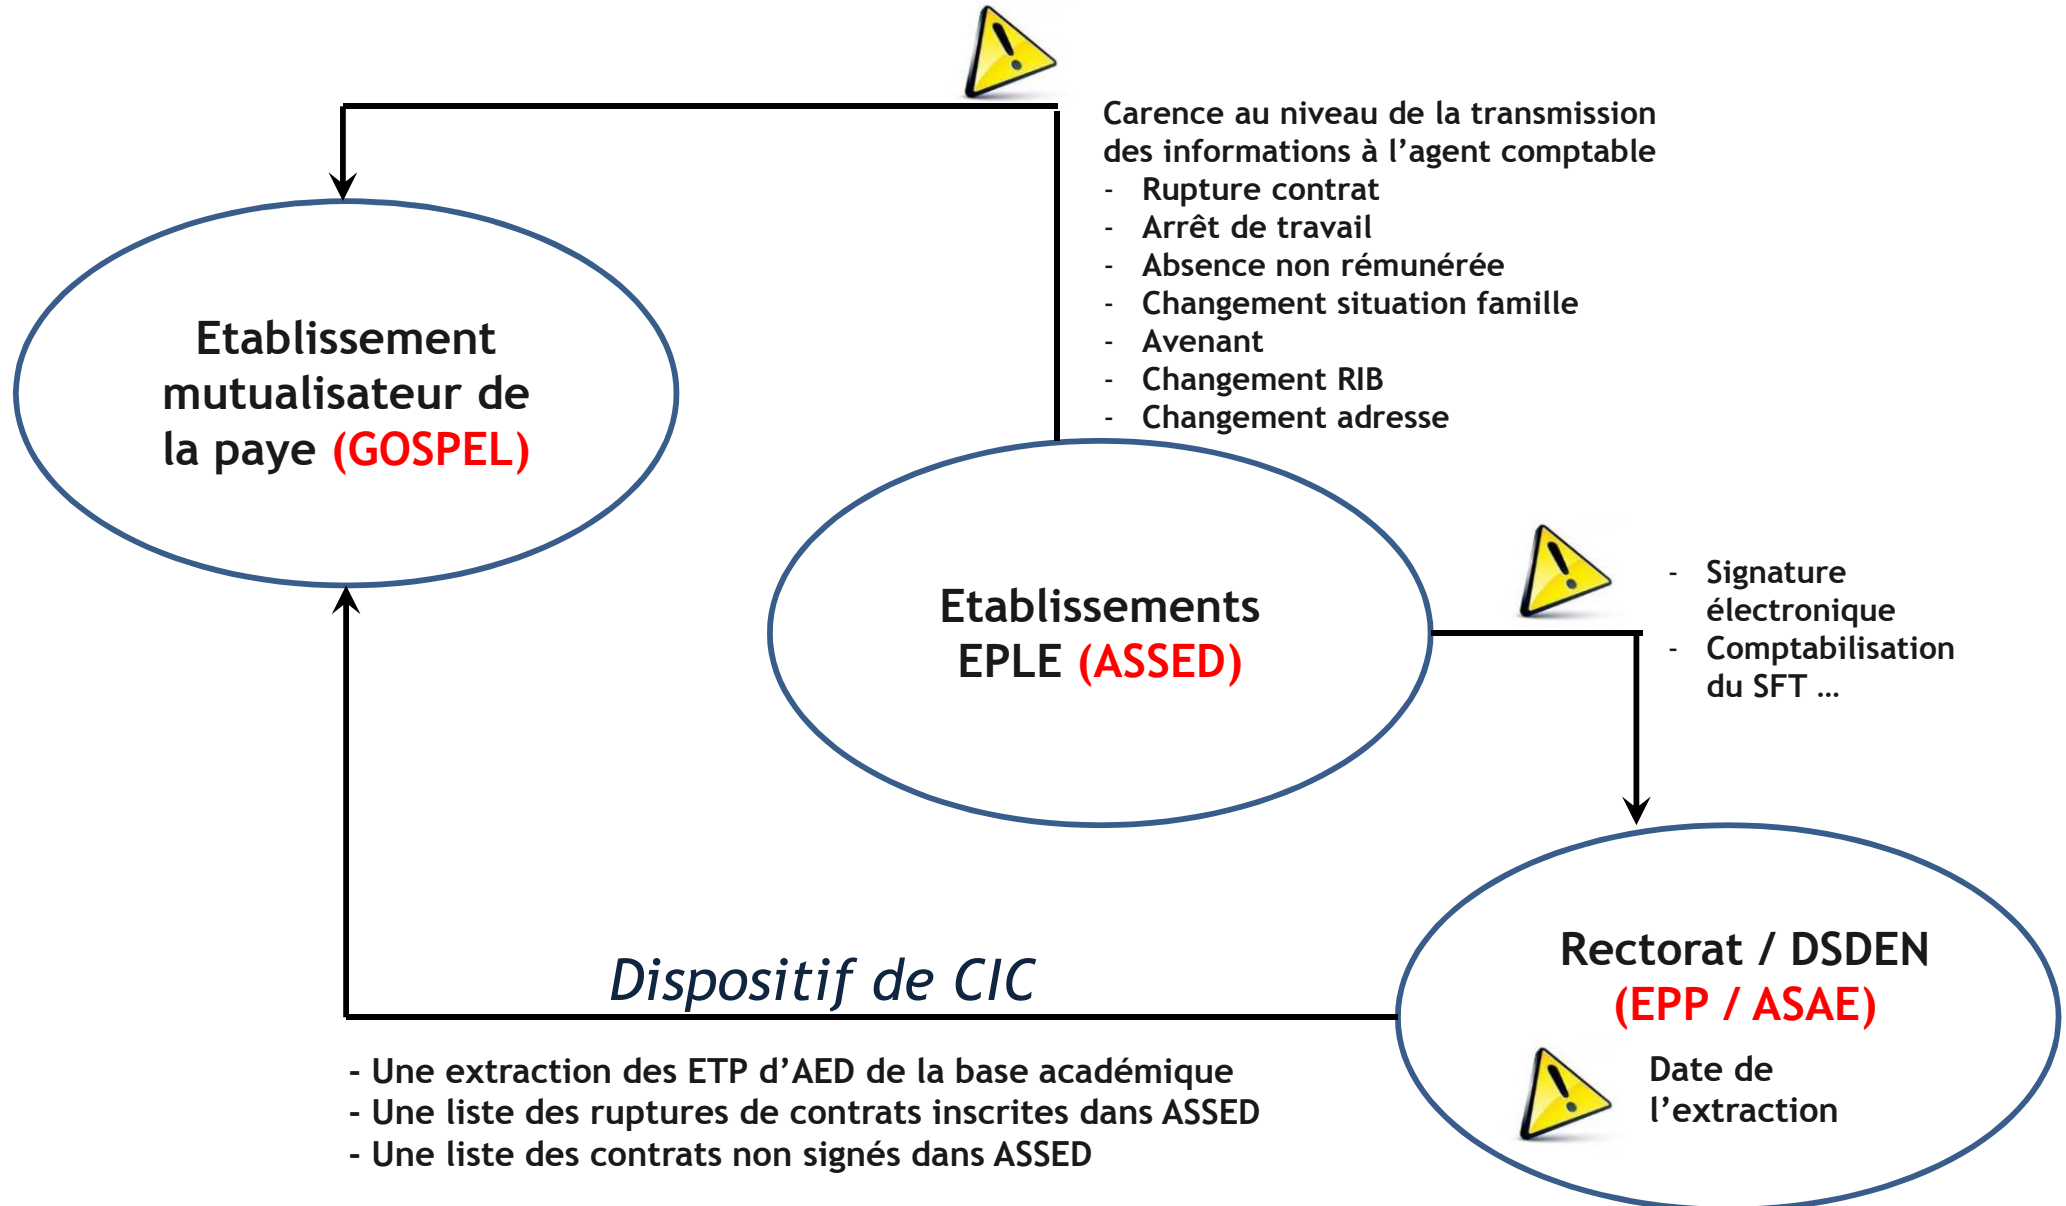 Carence au niveau de la transmission
des informations à l’agent comptable
- Rupture contrat
- Arrêt de travail
- Absence non rémunérée
- Changement situation famille
- Avenant
- Changement RIB
- Changement adresse
Etablissement
mutualisateur de
la paye (GOSPEL)
Etablissements
EPLE (ASSED)
- Signature
électronique
- Comptabilisation
du SFT ...
Rectorat / DSDEN
(EPP / ASAE)
Date de
l’extraction
Dispositif de CIC
- Une extraction des ETP d’AED de la base académique
- Une liste des ruptures de contrats inscrites dans ASSED
- Une liste des contrats non signés dans ASSED